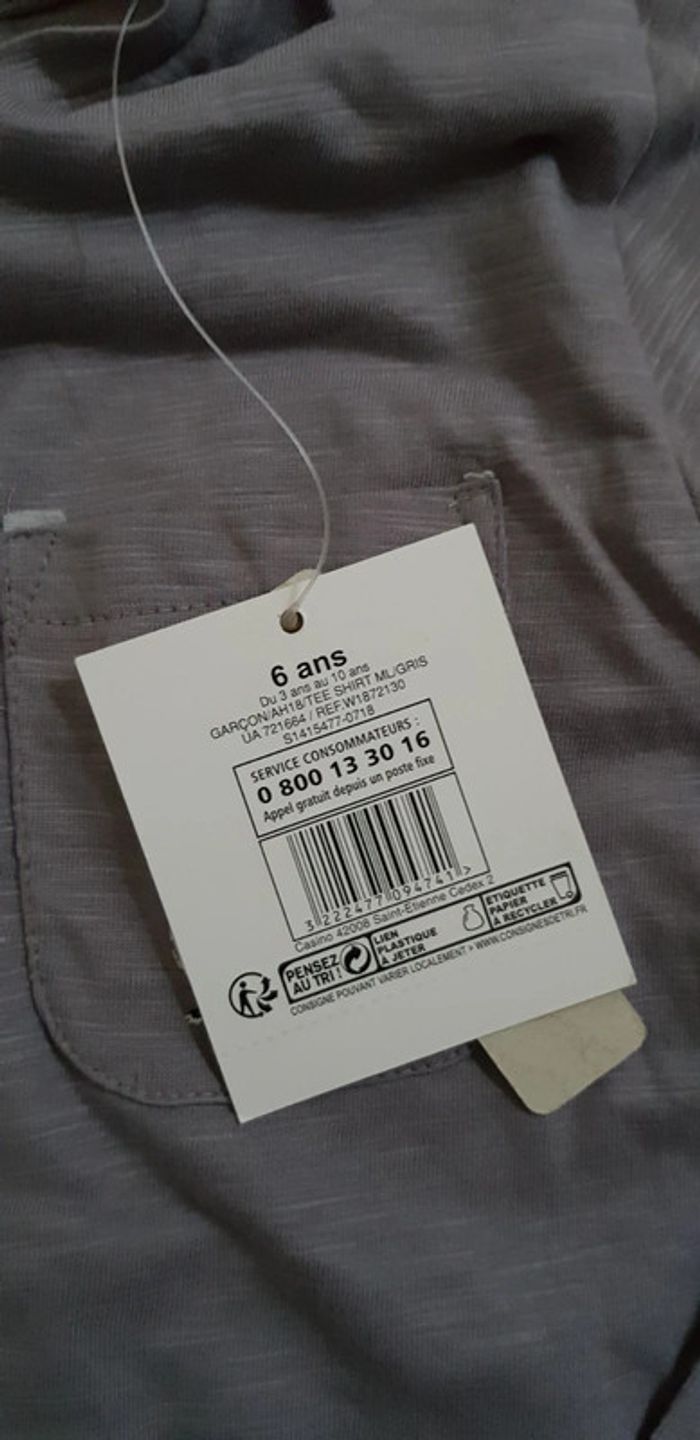 6 ans
Du 3 ans au 10 ans
GARÇON/AH18/TEE SHIRT ML/GRIS
UA 721664 / REF.W1872130
S1415477-0718
SERVICE CONSOMMATEURS :
0 800 13 30 16
Appel gratuit depuis un poste fixe
3 222477 094741 >
Casino 42008 Saint-Etienne Cedex 2
PENSEZ
AU TRI !
LIEN
PLASTIQUE
À JETER
ETIQUETTE
PAPIER
À RECYCLER
CONSIGNE POUVANT VARIER LOCALEMENT > WWW.CONSIGNESDETRI.FR